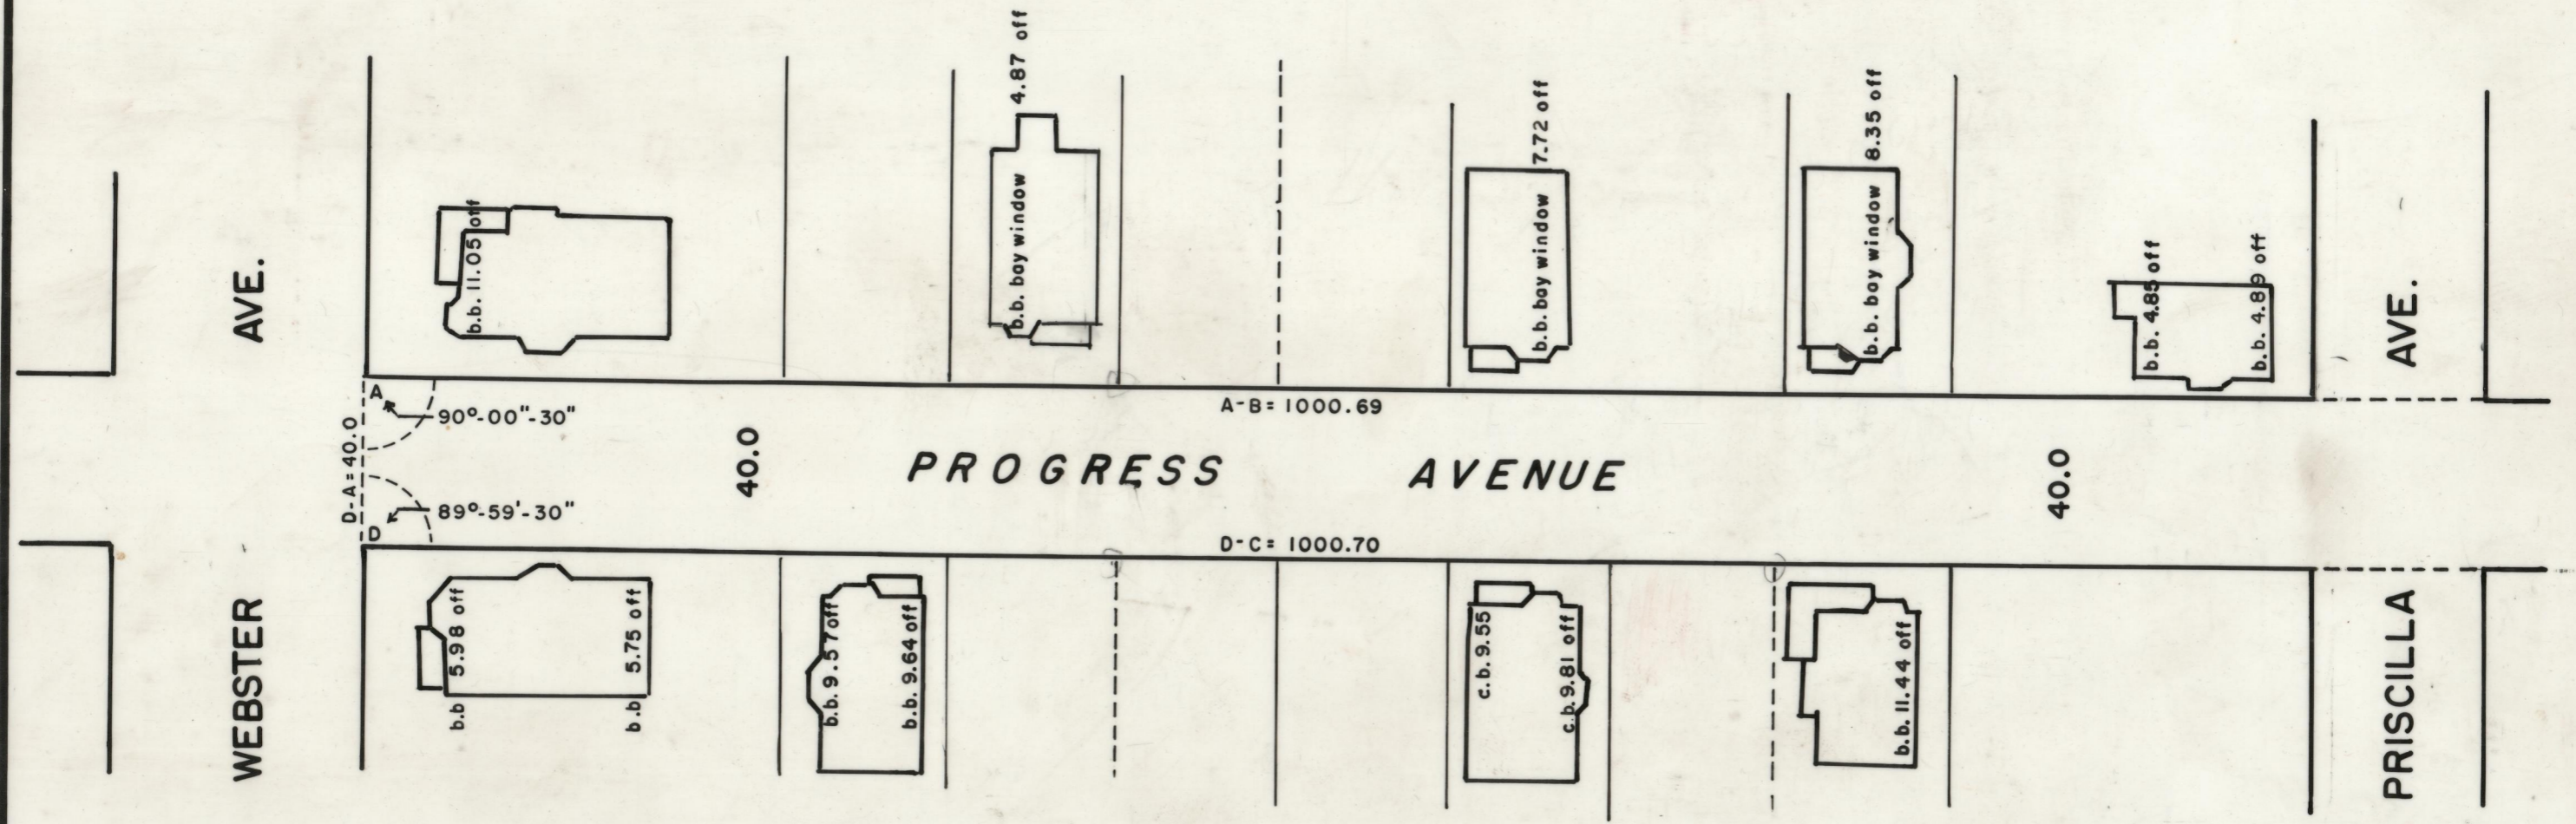 4.87 off
b.b. bay window
7.72 off
b.b. bay window
8.35 off
b.b. bay window
b.b. 11.05 off
b.b. 4.85 off
b.b. 4.89 off
AVE.
AVE.
A
90°-00"-30"
A-B= 1000.69
D-A=40.0
40.0
PROGRESS AVENUE
40.0
89°-59'-30"
D
D-C= 1000.70
WEBSTER
b.b 5.98 off
b.b 5.75 off
b.b. 9.57 off
b.b. 9.64 off
c.b. 9.55
c.b. 9.81 off
b.b. 11.44 off
PRISCILLA